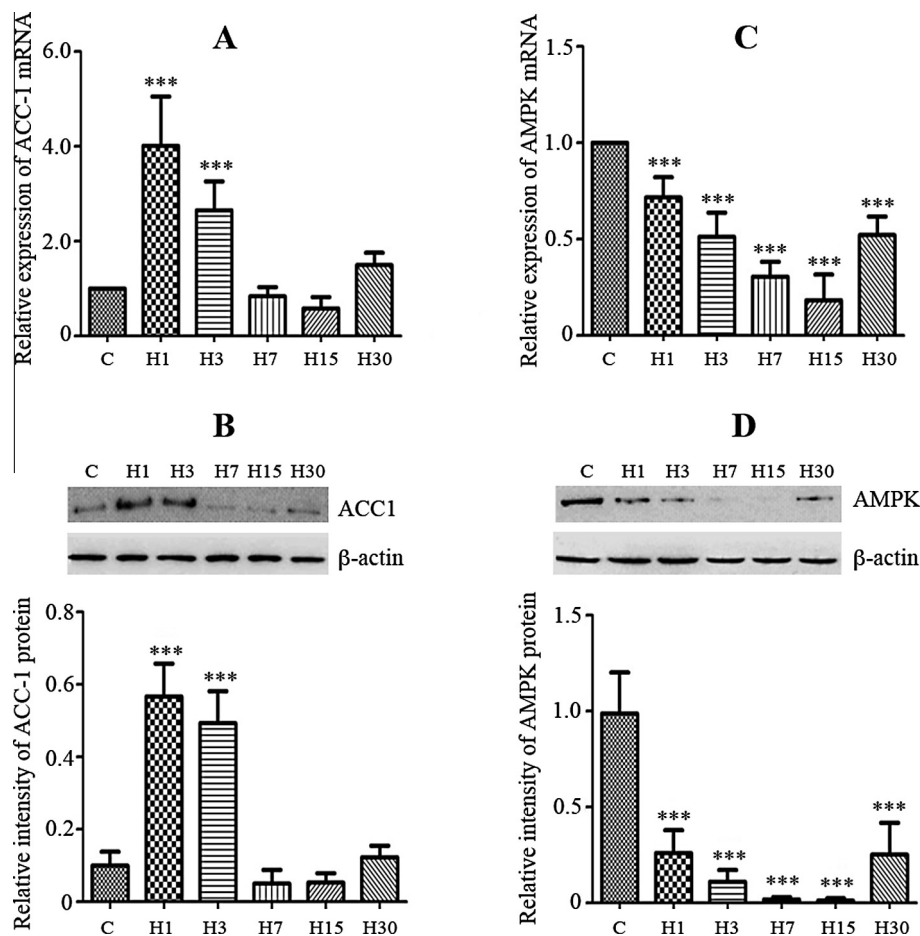 A
Relative expression of ACC-1 mRNA
6.0
4.0
2.0
0
***
***
C H1 H3 H7 H15 H30
C
Relative expression of AMPK mRNA
1.5
1.0
0.5
0
***
***
***
***
***
C H1 H3 H7 H15 H30
B
C H1 H3 H7 H15 H30
ACC1
β-actin
Relative intensity of ACC-1 protein
0.8
0.6
0.4
0.2
0
***
***
C H1 H3 H7 H15 H30
D
C H1 H3 H7 H15 H30
AMPK
β-actin
Relative intensity of AMPK protein
1.5
1.0
0.5
0
***
***
***
***
***
C H1 H3 H7 H15 H30